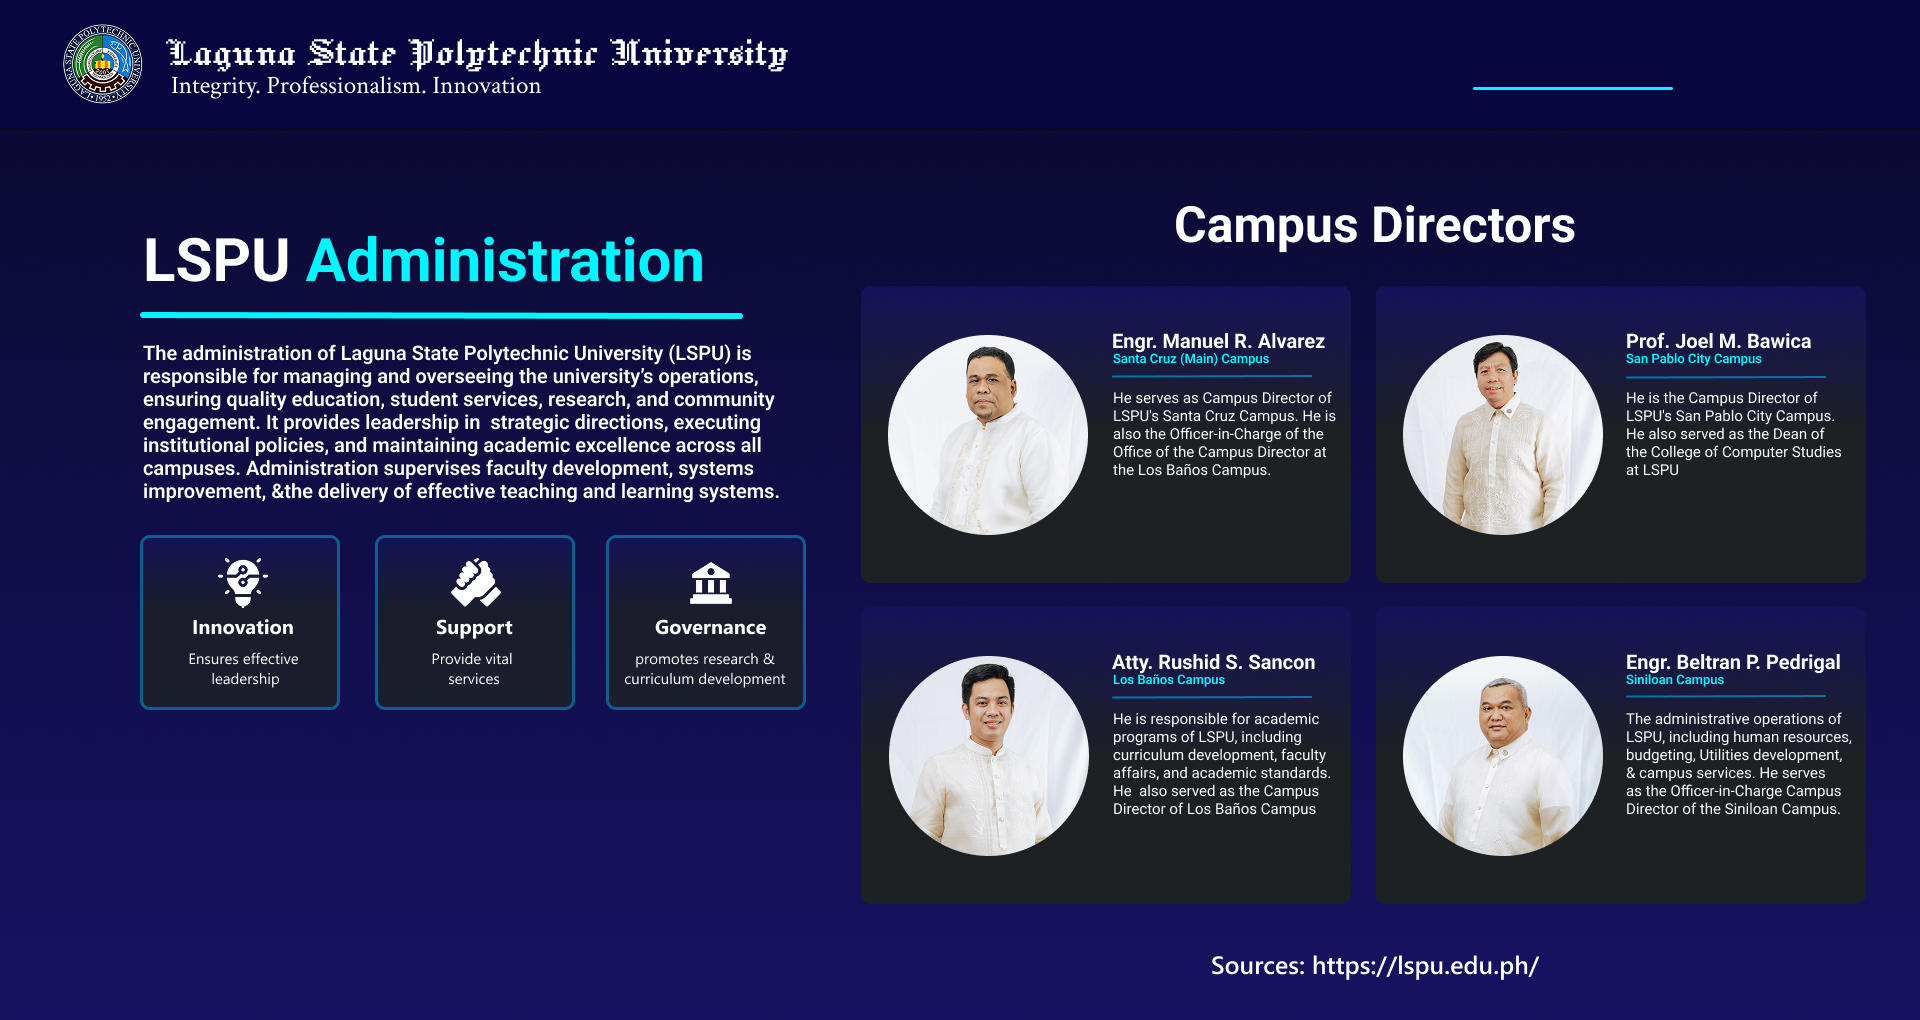 LAGUNA STATE POLYTECHNIC UNIVERSITY
• 1952 •
Laguna State Polytechnic University
Integrity. Professionalism. Innovation
LSPU Administration
The administration of Laguna State Polytechnic University (LSPU) is
responsible for managing and overseeing the university’s operations,
ensuring quality education, student services, research, and community
engagement. It provides leadership in  strategic directions, executing
institutional policies, and maintaining academic excellence across all
campuses. Administration supervises faculty development, systems
improvement, &the delivery of effective teaching and learning systems.
Innovation
Ensures effective
leadership
Support
Provide vital
services
Governance
promotes research &
curriculum development
Campus Directors
Engr. Manuel R. Alvarez
Santa Cruz (Main) Campus
He serves as Campus Director of
LSPU's Santa Cruz Campus. He is
also the Officer-in-Charge of the
Office of the Campus Director at
the Los Baños Campus.
Prof. Joel M. Bawica
San Pablo City Campus
He is the Campus Director of
LSPU's San Pablo City Campus.
He also served as the Dean of
the College of Computer Studies
at LSPU
Atty. Rushid S. Sancon
Los Baños Campus
He is responsible for academic
programs of LSPU, including
curriculum development, faculty
affairs, and academic standards.
He  also served as the Campus
Director of Los Baños Campus
Engr. Beltran P. Pedrigal
Siniloan Campus
The administrative operations of
LSPU, including human resources,
budgeting, Utilities development,
& campus services. He serves
as the Officer-in-Charge Campus
Director of the Siniloan Campus.
Sources: https://lspu.edu.ph/